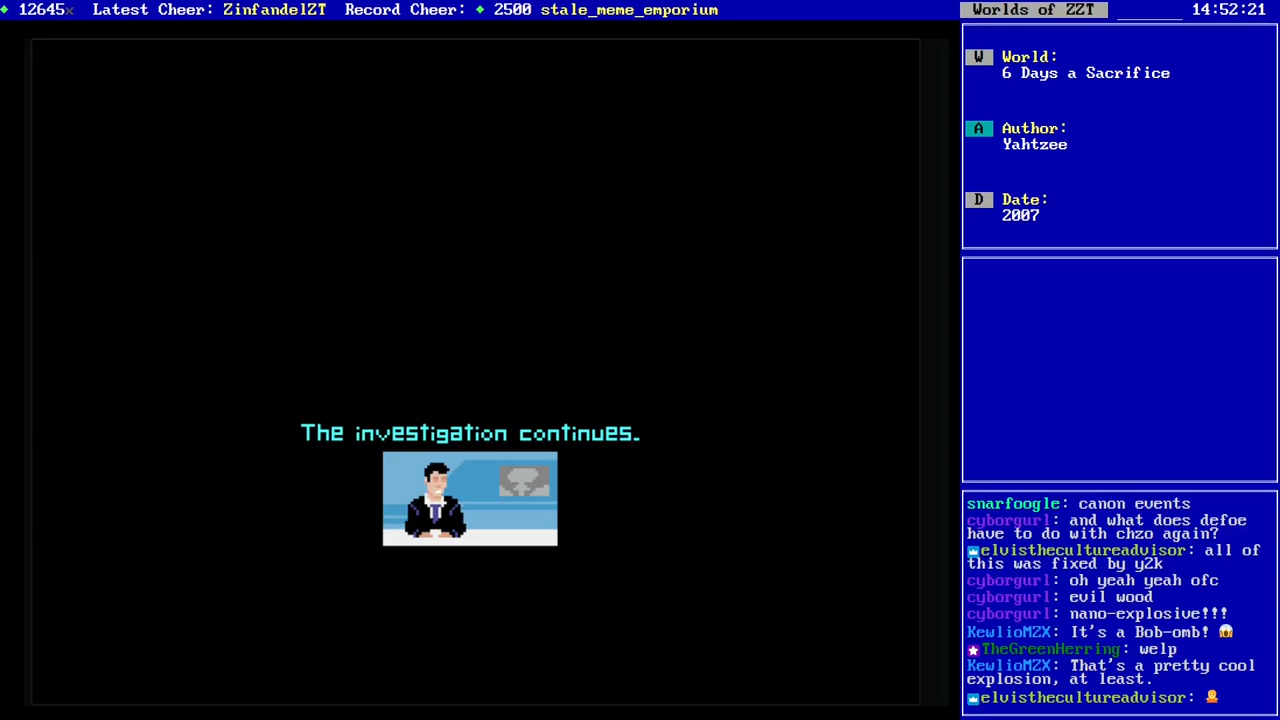 12645x Latest Cheer: ZinfandelZT Record Cheer: 2500 stale_meme_emporium
Worlds of ZZT 14:52:21
W World:
6 Days a Sacrifice
A Author:
Yahtzee
D Date:
2007
The investigation continues.
snarfoogle: canon events
cyborgurl: and what does defoe
have to do with chzo again?
elvisthecultureadvisor: all of
this was fixed by y2k
cyborgurl: oh yeah yeah ofc
cyborgurl: evil wood
cyborgurl: nano-explosive!!!
KewlioMZX: It's a Bob-omb!
TheGreenHerring: welp
KewlioMZX: That's a pretty cool
explosion, at least.
elvisthecultureadvisor: